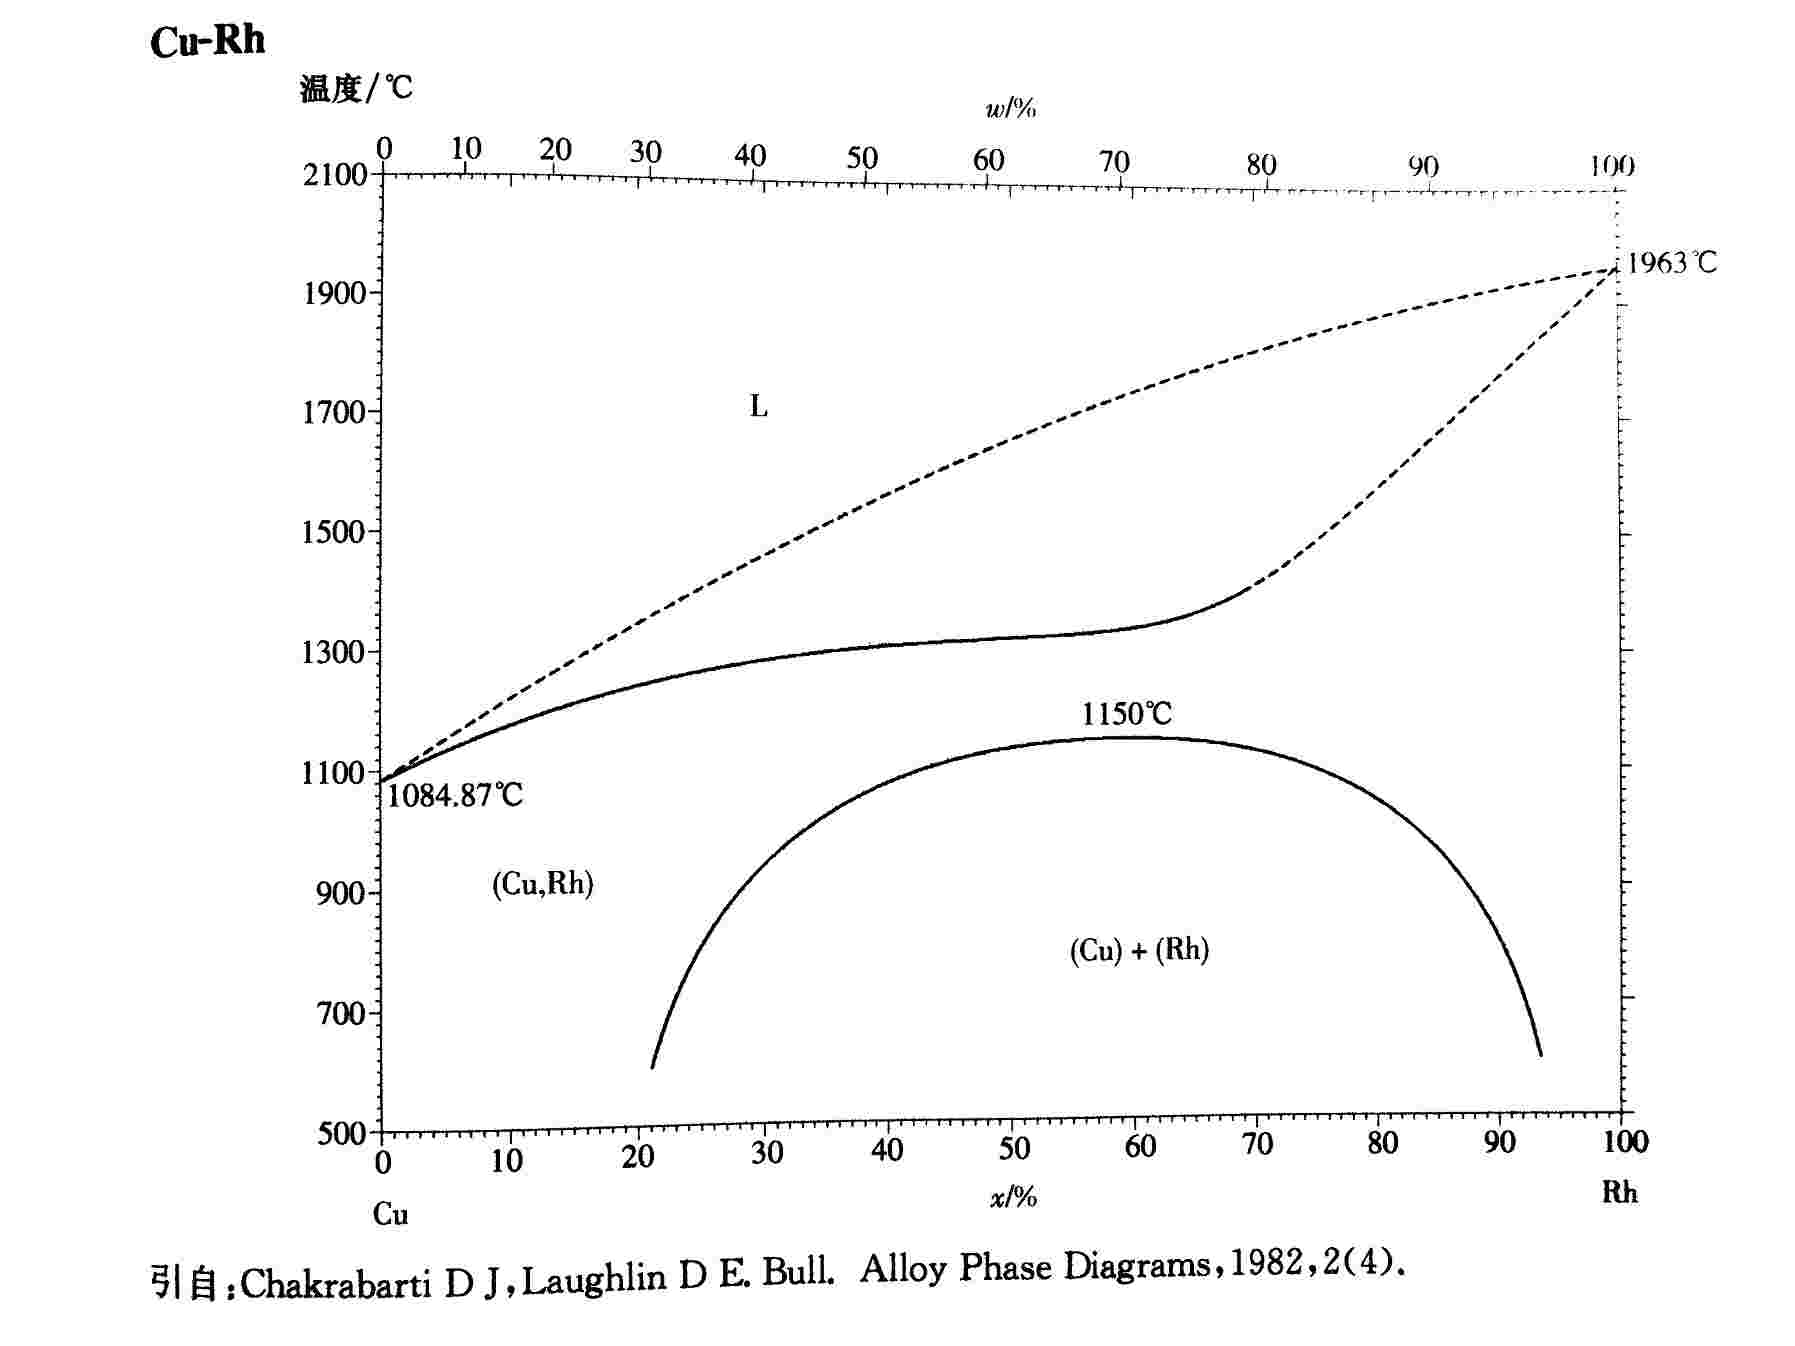 Cu-Rh
温度/℃
w/%
0 10 20 30 40 50 60 70 80 90 100
2100
1963℃
1900
L
1700
1500
1300
1150℃
1100
1084.87℃
(Cu,Rh)
900
(Cu) + (Rh)
700
500
0 10 20 30 40 50 60 70 80 90 100
x/%
Cu
Rh
引自:Chakrabarti D J,Laughlin D E. Bull. Alloy Phase Diagrams,1982,2(4).